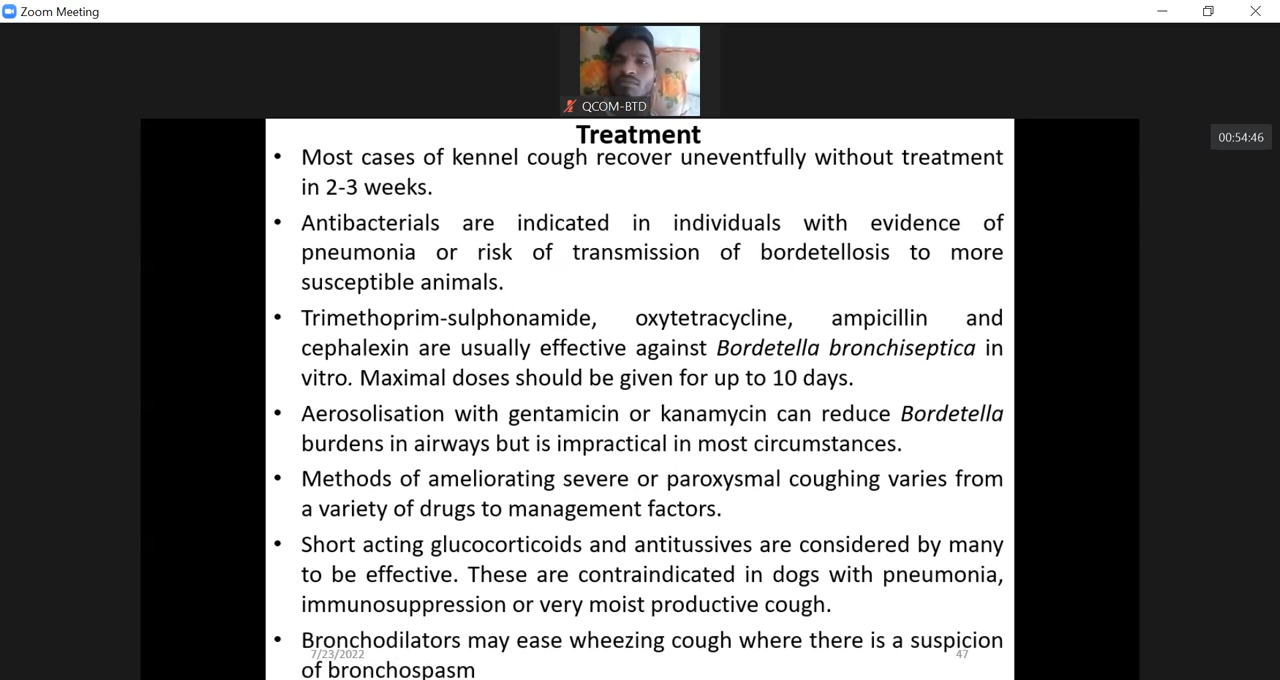 Zoom Meeting
QCOM-BTD
00:54:46
Treatment
• Most cases of kennel cough recover uneventfully without treatment
in 2-3 weeks.
• Antibacterials are indicated in individuals with evidence of
pneumonia or risk of transmission of bordetellosis to more
susceptible animals.
• Trimethoprim-sulphonamide, oxytetracycline, ampicillin and
cephalexin are usually effective against Bordetella bronchiseptica in
vitro. Maximal doses should be given for up to 10 days.
• Aerosolisation with gentamicin or kanamycin can reduce Bordetella
burdens in airways but is impractical in most circumstances.
• Methods of ameliorating severe or paroxysmal coughing varies from
a variety of drugs to management factors.
• Short acting glucocorticoids and antitussives are considered by many
to be effective. These are contraindicated in dogs with pneumonia,
immunosuppression or very moist productive cough.
• Bronchodilators may ease wheezing cough where there is a suspicion
of bronchospasm
7/23/2022
47